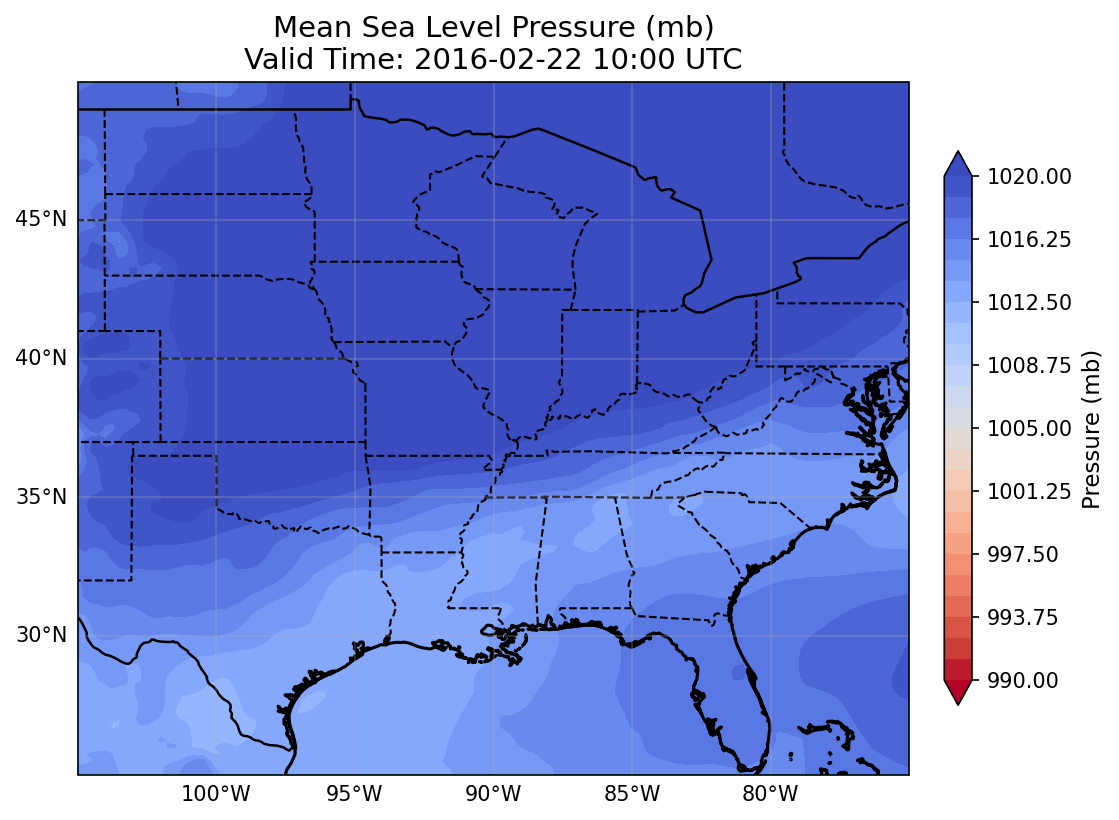 Mean Sea Level Pressure (mb)
Valid Time: 2016-02-22 10:00 UTC
45°N
40°N
35°N
30°N
100°W
95°W
90°W
85°W
80°W
1020.00
1016.25
1012.50
1008.75
1005.00
1001.25
997.50
993.75
990.00
Pressure (mb)